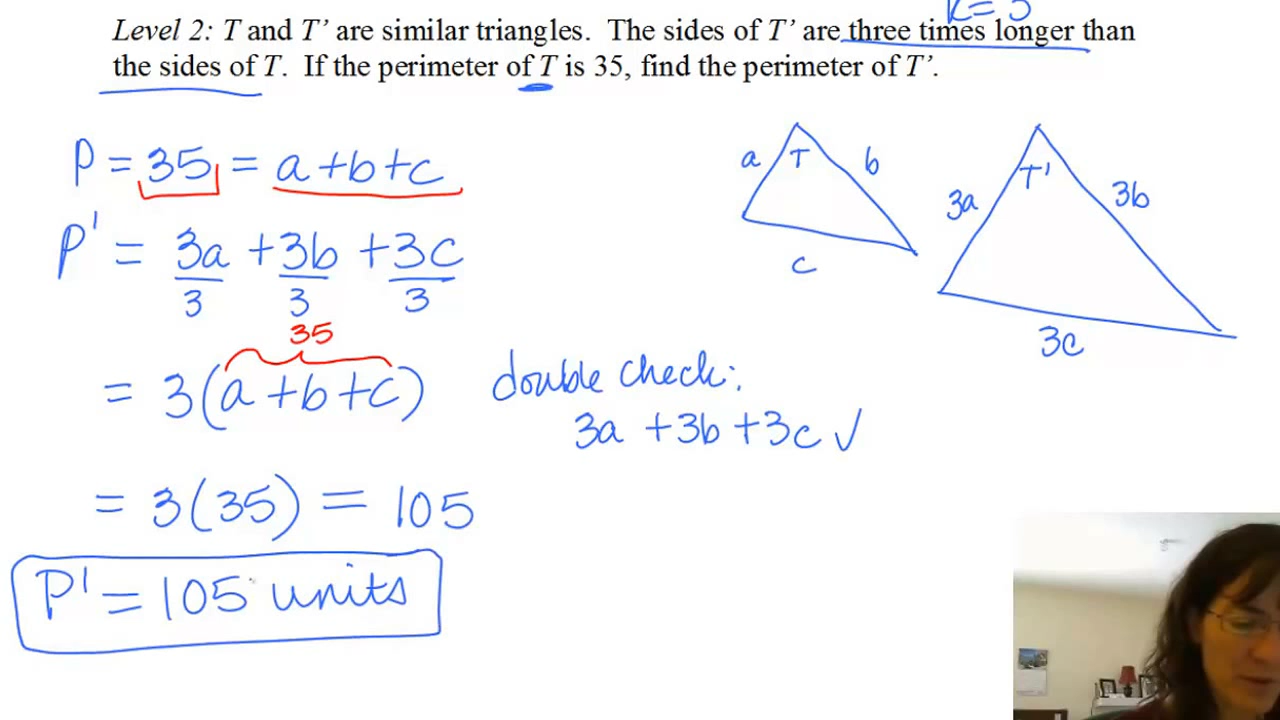 k=3
Level 2: T and T' are similar triangles. The sides of T' are three times longer than
the sides of T. If the perimeter of T is 35, find the perimeter of T'.
P = 35 = a+b+c
P' = 3a +3b +3c
3 3 3
35
= 3(a+b+c)
= 3(35) = 105
P' = 105 units
double check:
3a +3b +3c ✓
a T b
c
3a T' 3b
3c